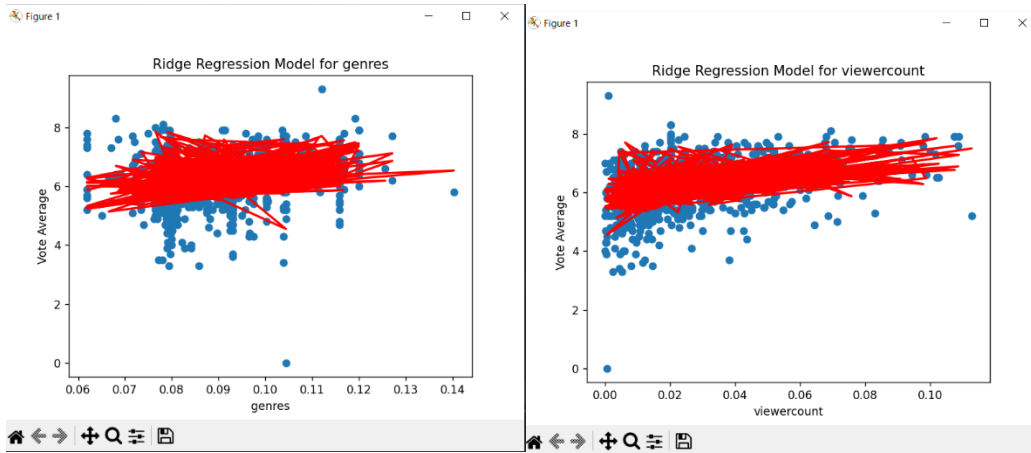 Figure 1
Ridge Regression Model for genres
Vote Average
8
6
4
2
0
0.06 0.07 0.08 0.09 0.10 0.11 0.12 0.13 0.14
genres
Figure 1
Ridge Regression Model for viewercount
Vote Average
8
6
4
2
0
0.00 0.02 0.04 0.06 0.08 0.10
viewercount